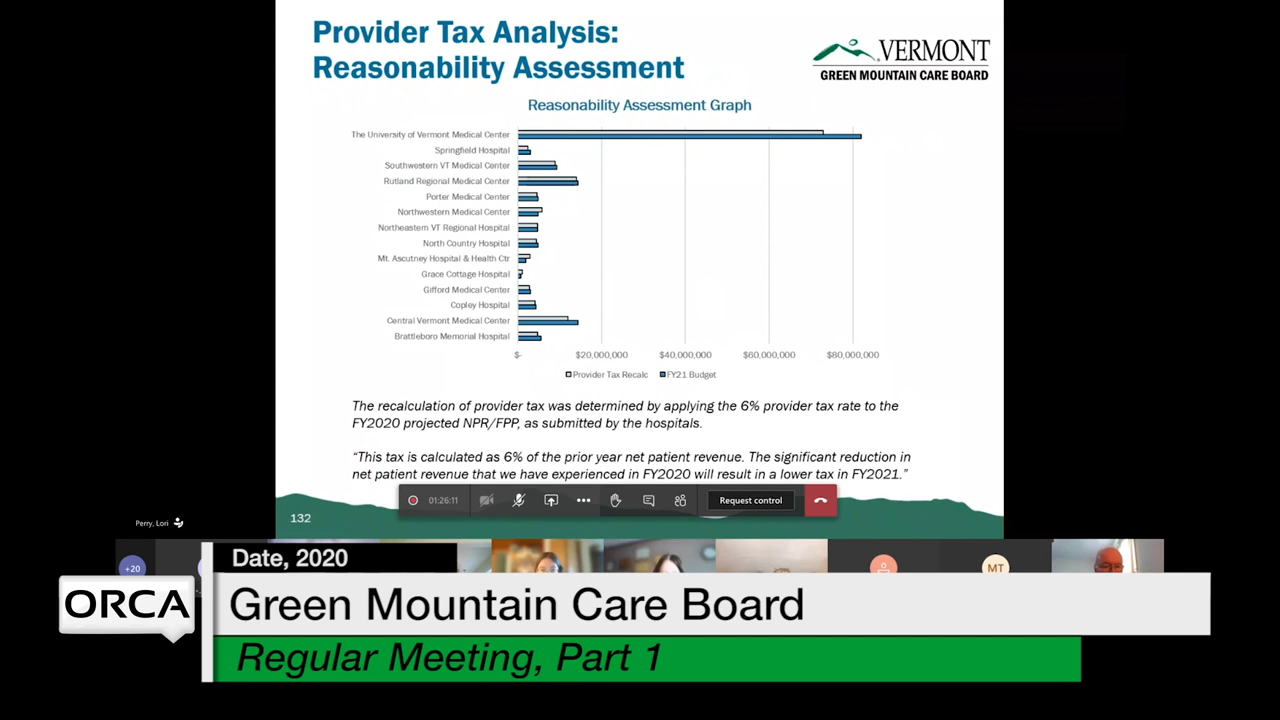 Provider Tax Analysis:
Reasonability Assessment
VERMONT
GREEN MOUNTAIN CARE BOARD
Reasonability Assessment Graph
The University of Vermont Medical Center
Springfield Hospital
Southwestern VT Medical Center
Rutland Regional Medical Center
Porter Medical Center
Northwestern Medical Center
Northeastern VT Regional Hospital
North Country Hospital
Mt. Ascutney Hospital & Health Ctr
Grace Cottage Hospital
Gifford Medical Center
Copley Hospital
Central Vermont Medical Center
Brattleboro Memorial Hospital
$- $20,000,000 $40,000,000 $60,000,000 $80,000,000
Provider Tax Recalc FY21 Budget
The recalculation of provider tax was determined by applying the 6% provider tax rate to the
FY2020 projected NPR/FPP, as submitted by the hospitals.
“This tax is calculated as 6% of the prior year net patient revenue. The significant reduction in
net patient revenue that we have experienced in FY2020 will result in a lower tax in FY2021.”
01:26:11 Request control
132
Perry, Lori
+20
MT
Date, 2020
ORCA
Green Mountain Care Board
Regular Meeting, Part 1